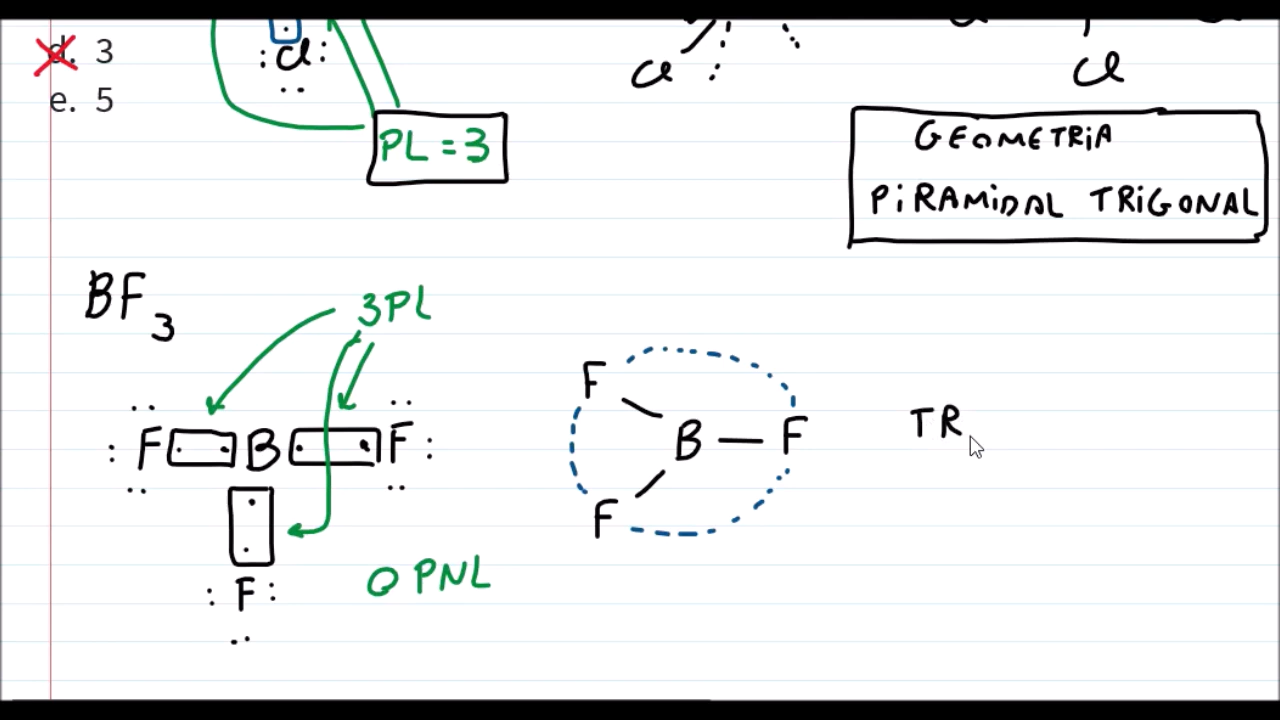 d. 3
:Cl:
Cl
Cl
e. 5
PL = 3
GEOMETRiA
PiRAMiDAL TRiGONAL
BF3
3PL
F B F
F
0 PNL
F
B — F
F
TR